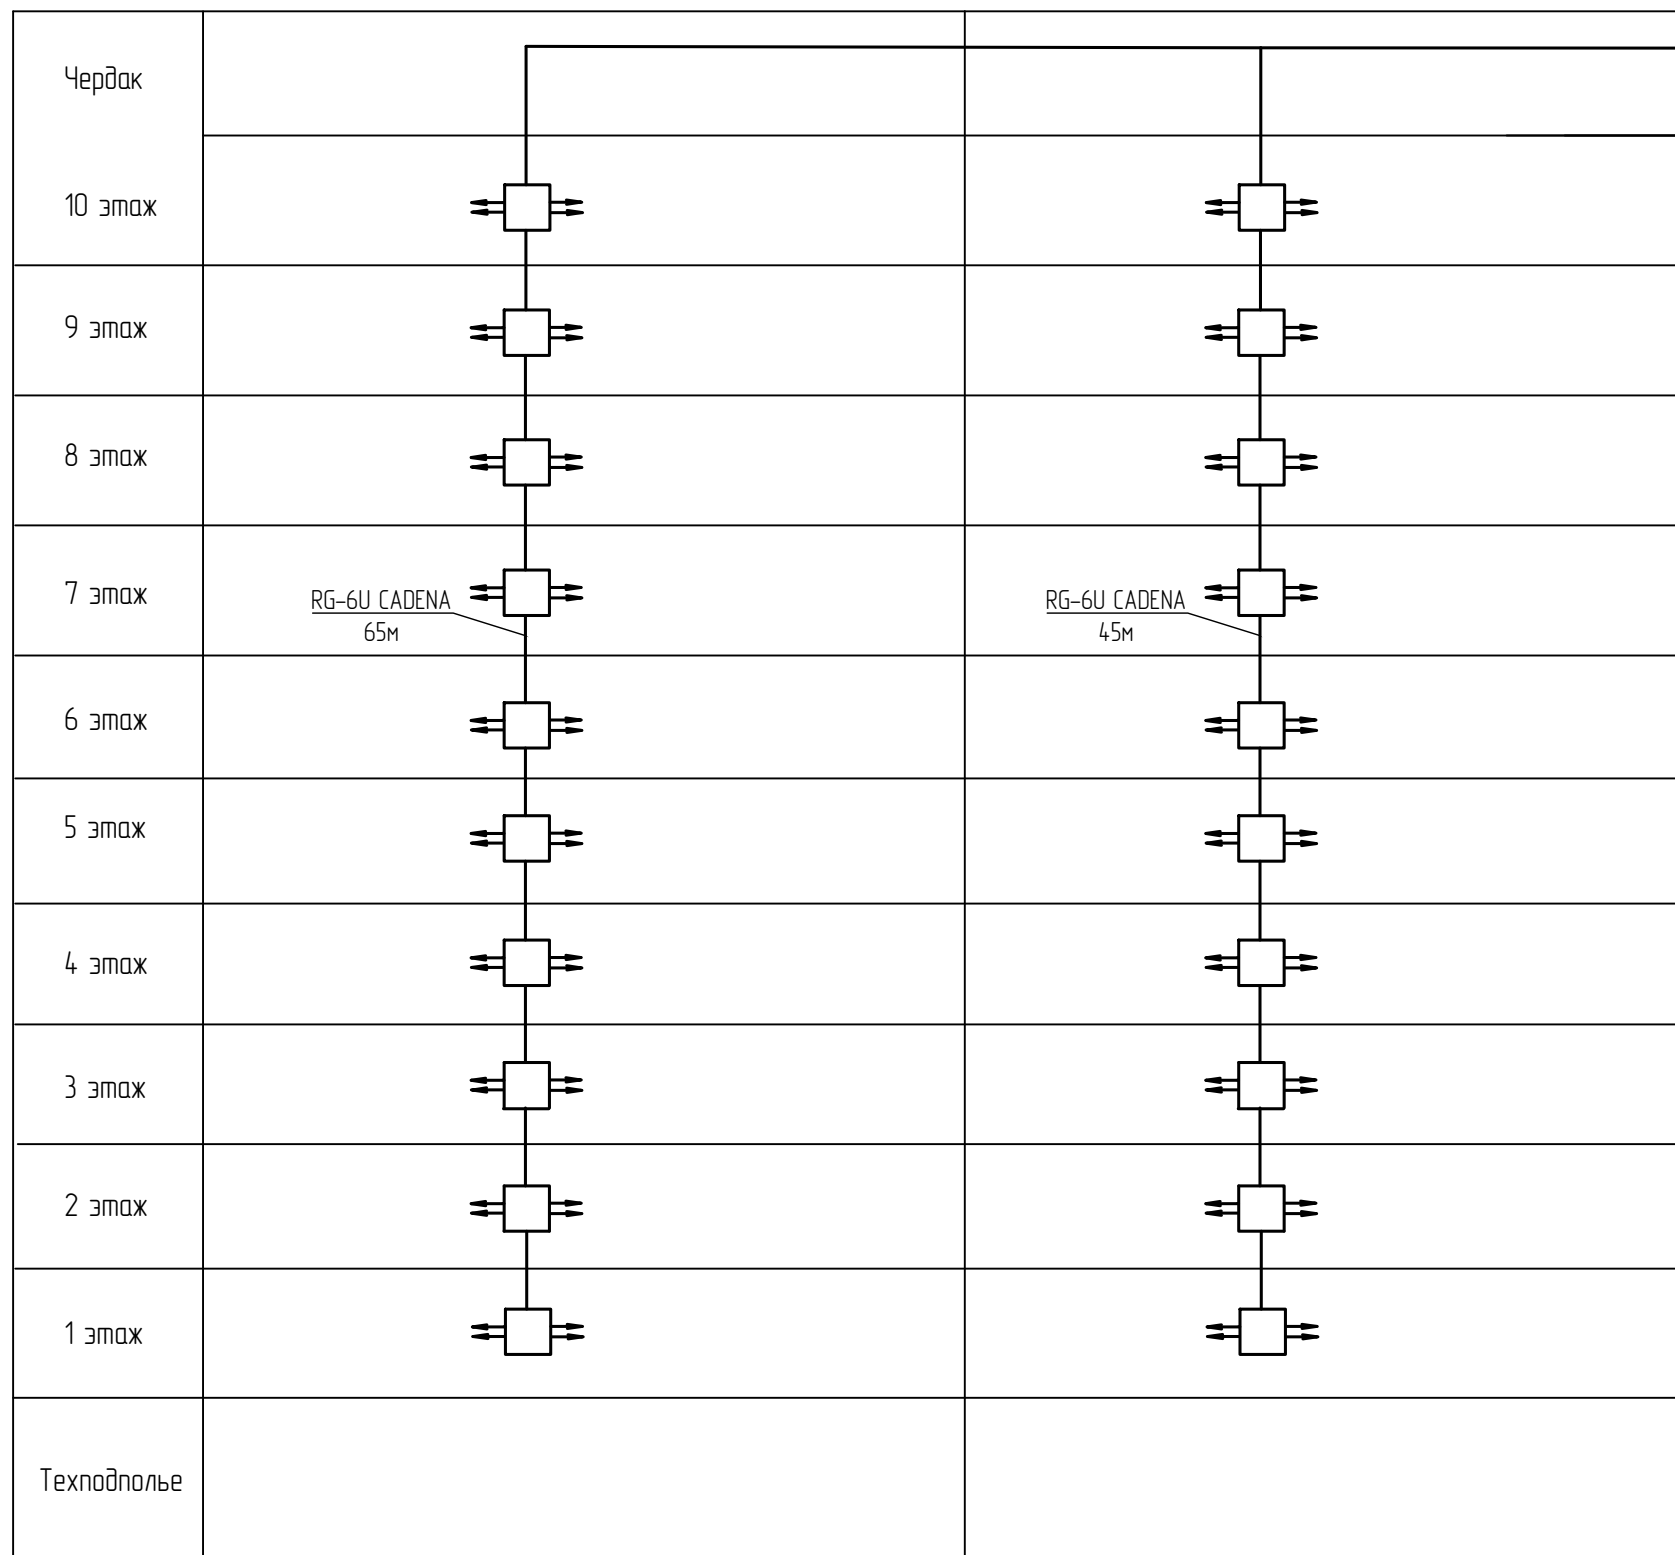 Чердак
10 этаж
9 этаж
8 этаж
7 этаж
RG-6U CADENA
65м
RG-6U CADENA
45м
6 этаж
5 этаж
4 этаж
3 этаж
2 этаж
1 этаж
Техподполье